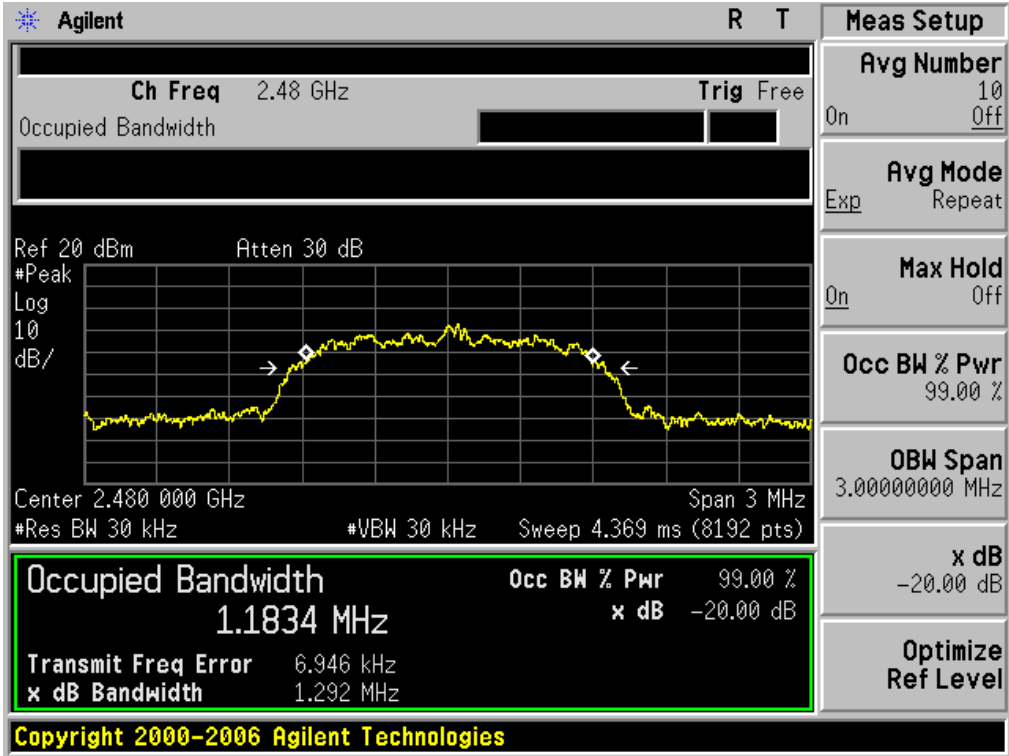 Agilent R T
Ch Freq 2.48 GHz Trig Free
Occupied Bandwidth
Ref 20 dBm Atten 30 dB
#Peak
Log
10
dB/
Center 2.480 000 GHz Span 3 MHz
#Res BW 30 kHz #VBW 30 kHz Sweep 4.369 ms (8192 pts)
Occupied Bandwidth Occ BW % Pwr 99.00 %
1.1834 MHz x dB -20.00 dB
Transmit Freq Error 6.946 kHz
x dB Bandwidth 1.292 MHz
Copyright 2000-2006 Agilent Technologies
Meas Setup
Avg Number
10
On Off
Avg Mode
Exp Repeat
Max Hold
On Off
Occ BW % Pwr
99.00 %
OBW Span
3.00000000 MHz
x dB
-20.00 dB
Optimize
Ref Level